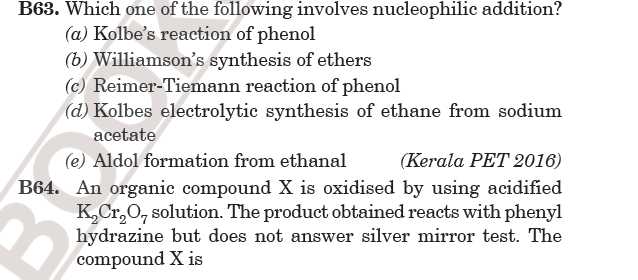 B63. Which one of the following involves nucleophilic addition?
(a) Kolbe's reaction of phenol
(b) Williamson's synthesis of ethers
(c) Reimer-Tiemann reaction of phenol
(d) Kolbes electrolytic synthesis of ethane from sodium
acetate
(e) Aldol formation from ethanal (Kerala PET 2016)
B64. An organic compound X is oxidised by using acidified
K₂Cr₂O₇ solution. The product obtained reacts with phenyl
hydrazine but does not answer silver mirror test. The
compound X is
BOOK